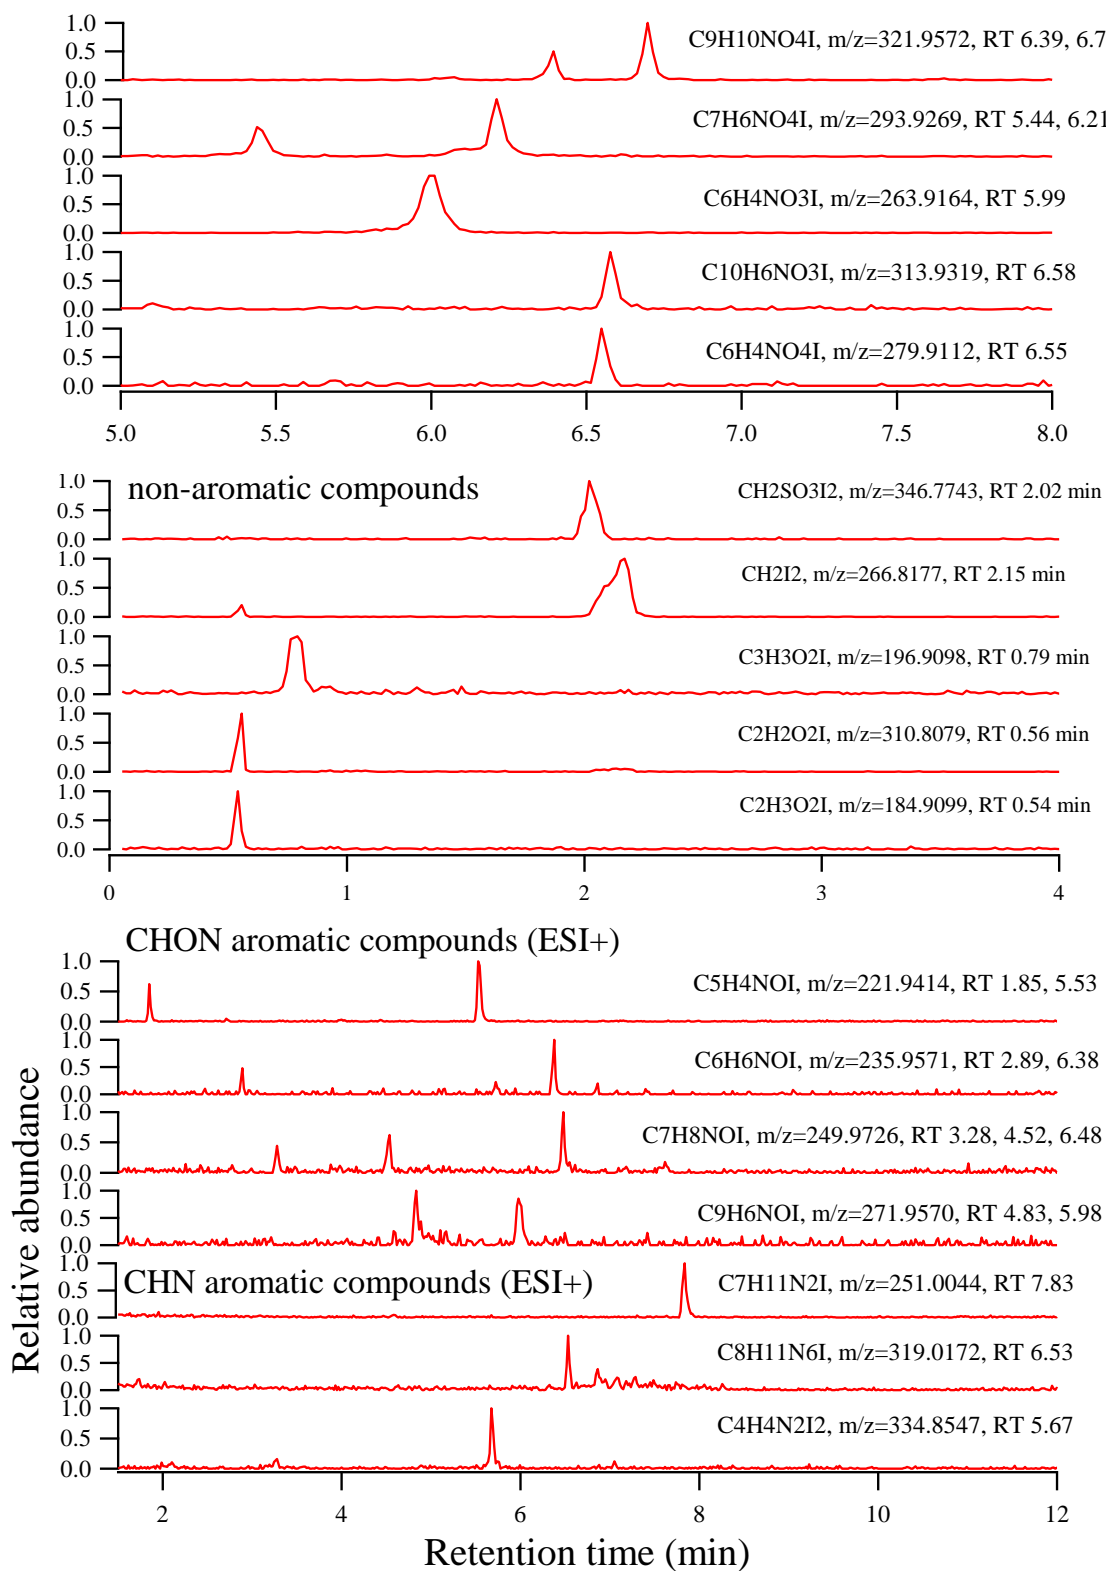 1.0
0.5
0.0
C9H10NO4I, m/z=321.9572, RT 6.39, 6.7
1.0
0.5
0.0
C7H6NO4I, m/z=293.9269, RT 5.44, 6.21
1.0
0.5
0.0
C6H4NO3I, m/z=263.9164, RT 5.99
1.0
0.5
0.0
C10H6NO3I, m/z=313.9319, RT 6.58
1.0
0.5
0.0
C6H4NO4I, m/z=279.9112, RT 6.55
5.0 5.5 6.0 6.5 7.0 7.5 8.0
non-aromatic compounds
1.0
0.5
0.0
CH2SO3I2, m/z=346.7743, RT 2.02 min
1.0
0.5
0.0
CH2I2, m/z=266.8177, RT 2.15 min
1.0
0.5
0.0
C3H3O2I, m/z=196.9098, RT 0.79 min
1.0
0.5
0.0
C2H2O2I, m/z=310.8079, RT 0.56 min
1.0
0.5
0.0
C2H3O2I, m/z=184.9099, RT 0.54 min
0 1 2 3 4
CHON aromatic compounds (ESI+)
1.0
0.5
0.0
C5H4NOI, m/z=221.9414, RT 1.85, 5.53
1.0
0.5
0.0
C6H6NOI, m/z=235.9571, RT 2.89, 6.38
1.0
0.5
0.0
C7H8NOI, m/z=249.9726, RT 3.28, 4.52, 6.48
1.0
0.5
0.0
C9H6NOI, m/z=271.9570, RT 4.83, 5.98
CHN aromatic compounds (ESI+)
1.0
0.5
0.0
C7H11N2I, m/z=251.0044, RT 7.83
1.0
0.5
0.0
C8H11N6I, m/z=319.0172, RT 6.53
1.0
0.5
0.0
C4H4N2I2, m/z=334.8547, RT 5.67
2 4 6 8 10 12
Relative abundance
Retention time (min)